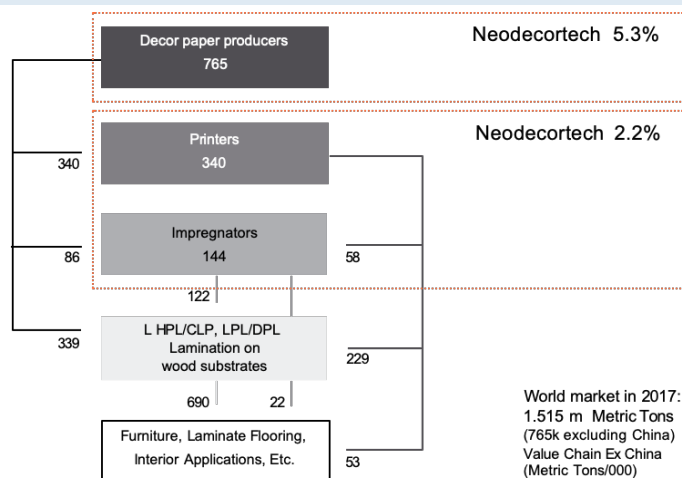 Decor paper producers
765
Neodecortech 5.3%
Printers
340
Neodecortech 2.2%
340
Impregnators
144
86
58
122
L HPL/CLP, LPL/DPL
Lamination on
wood substrates
339
229
690
22
Furniture, Laminate Flooring,
Interior Applications, Etc.
53
World market in 2017:
1.515 m Metric Tons
(765k excluding China)
Value Chain Ex China
(Metric Tons/000)